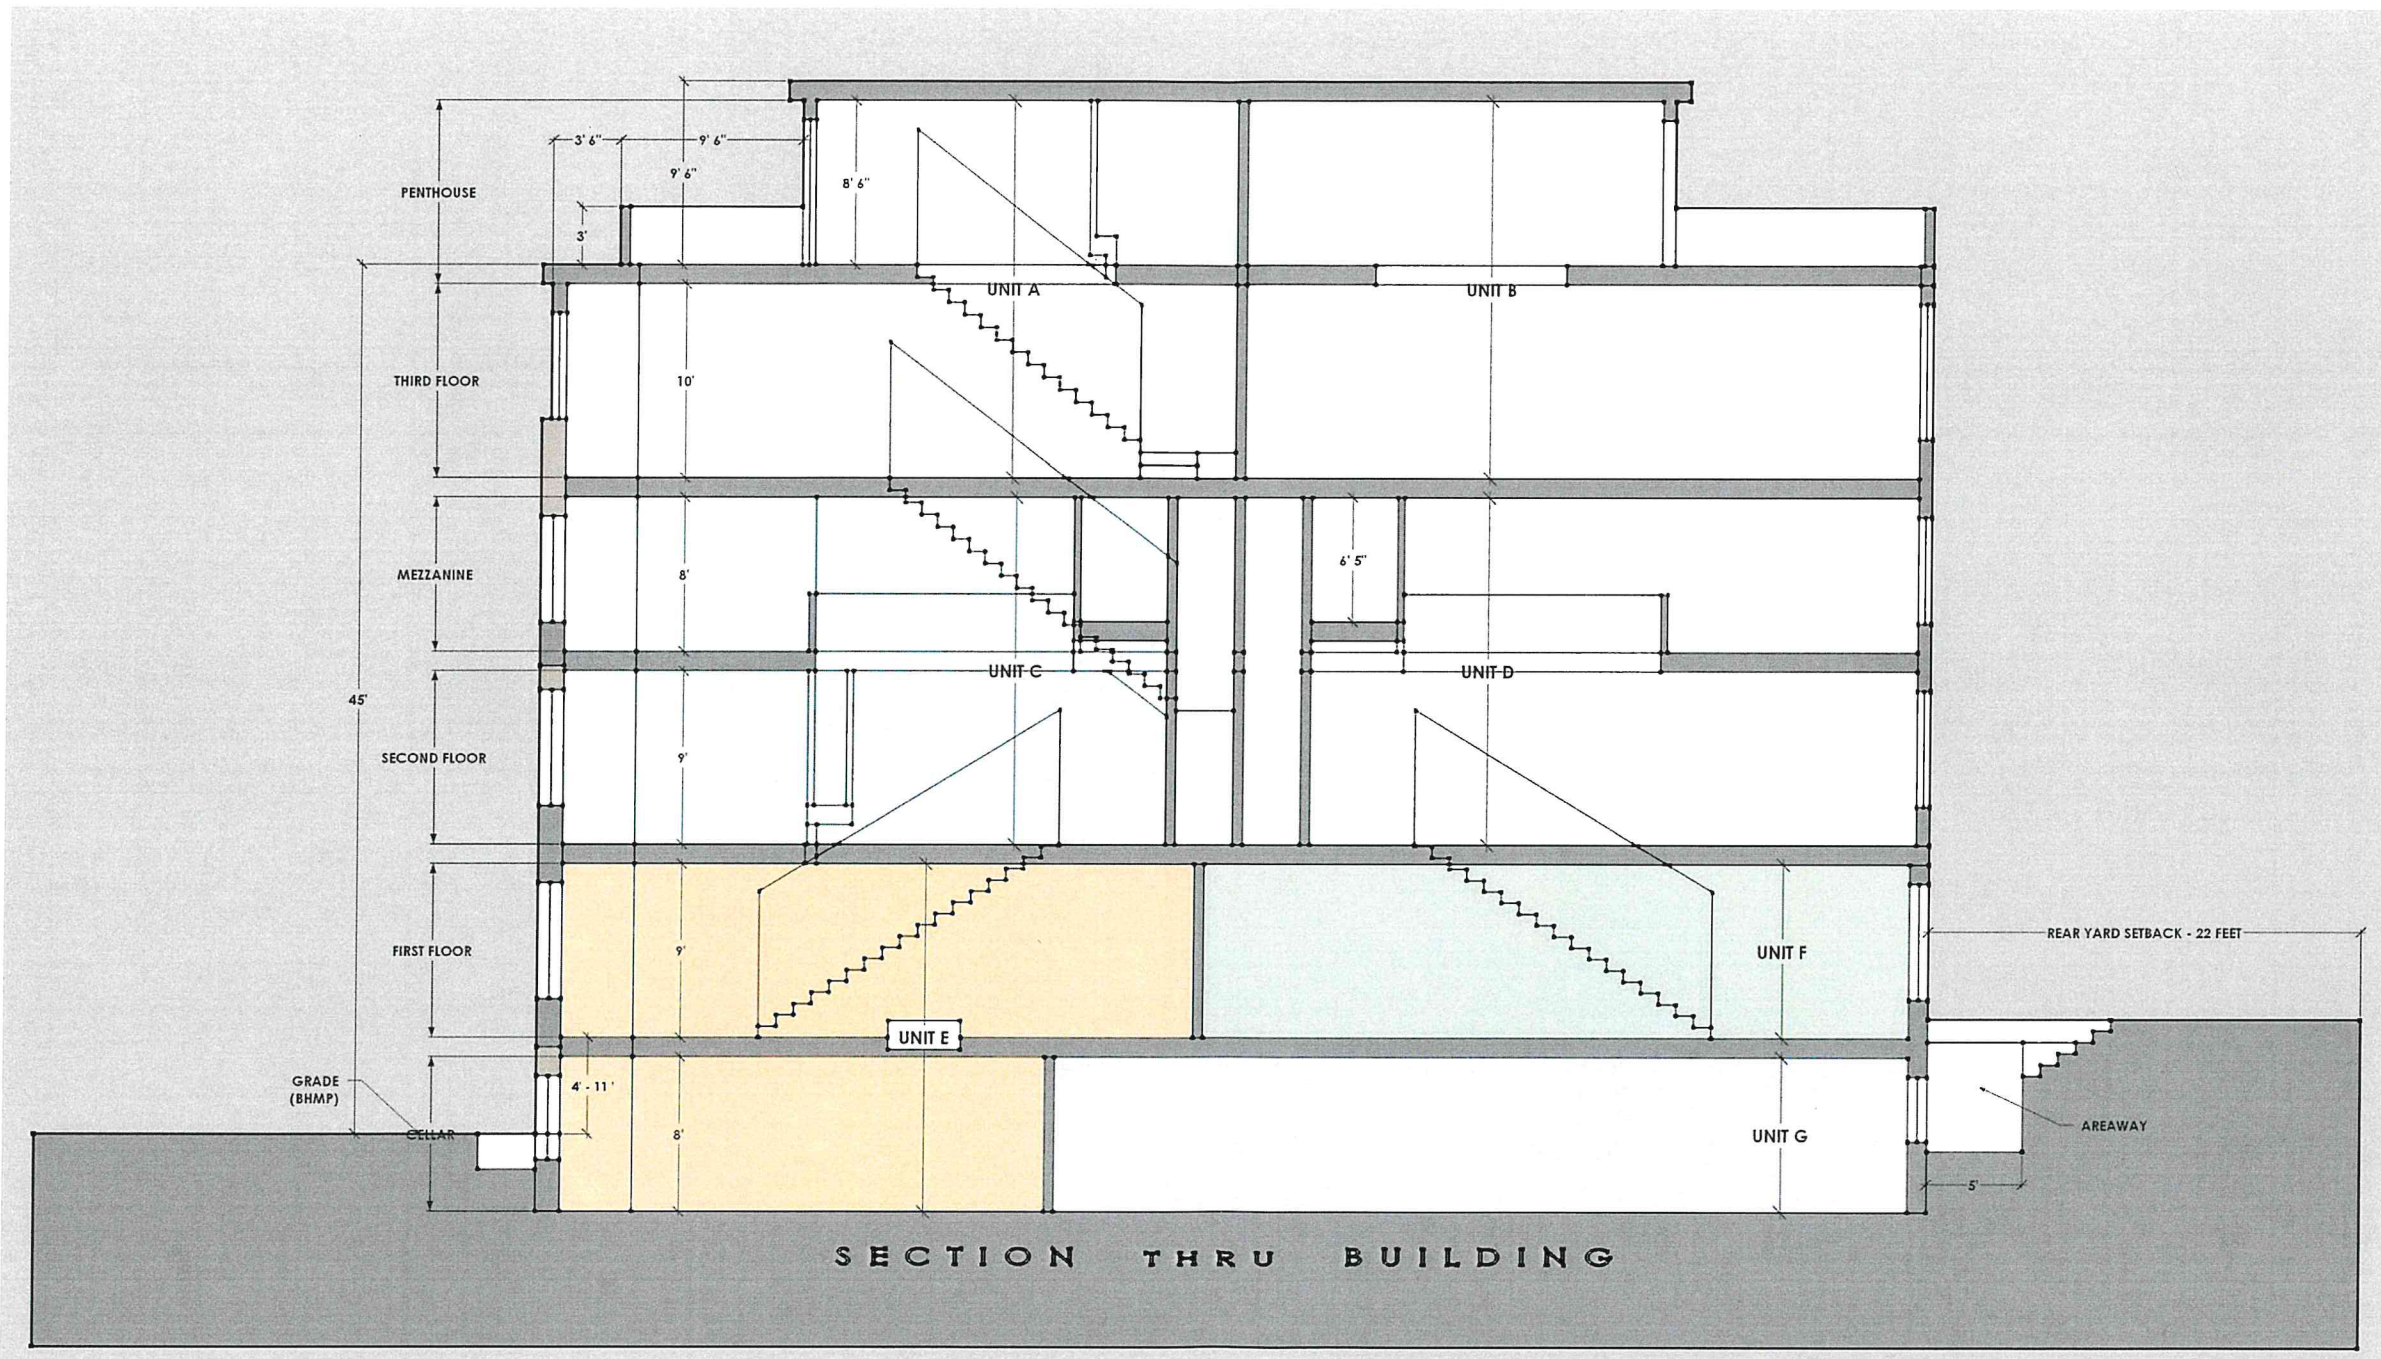 3' 6"
9' 6"
9' 6"
8' 6"
PENTHOUSE
3'
UNIT A
UNIT B
THIRD FLOOR
10'
MEZZANINE
8'
6' 5"
UNIT C
UNIT D
45'
SECOND FLOOR
9'
FIRST FLOOR
9'
UNIT F
REAR YARD SETBACK - 22 FEET
UNIT E
GRADE
(BHMP)
4' - 11'
CELLAR
8'
UNIT G
AREAWAY
5'
SECTION THRU BUILDING